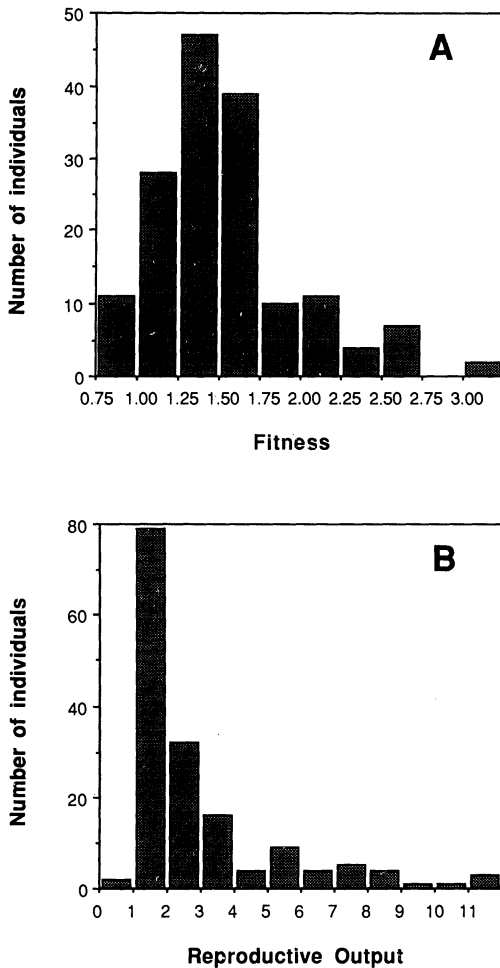 50
A
40
30
20
10
0
Number of individuals
0.75 1.00 1.25 1.50 1.75 2.00 2.25 2.50 2.75 3.00
Fitness
80
B
60
40
20
0
Number of individuals
0 1 2 3 4 5 6 7 8 9 10 11
Reproductive Output